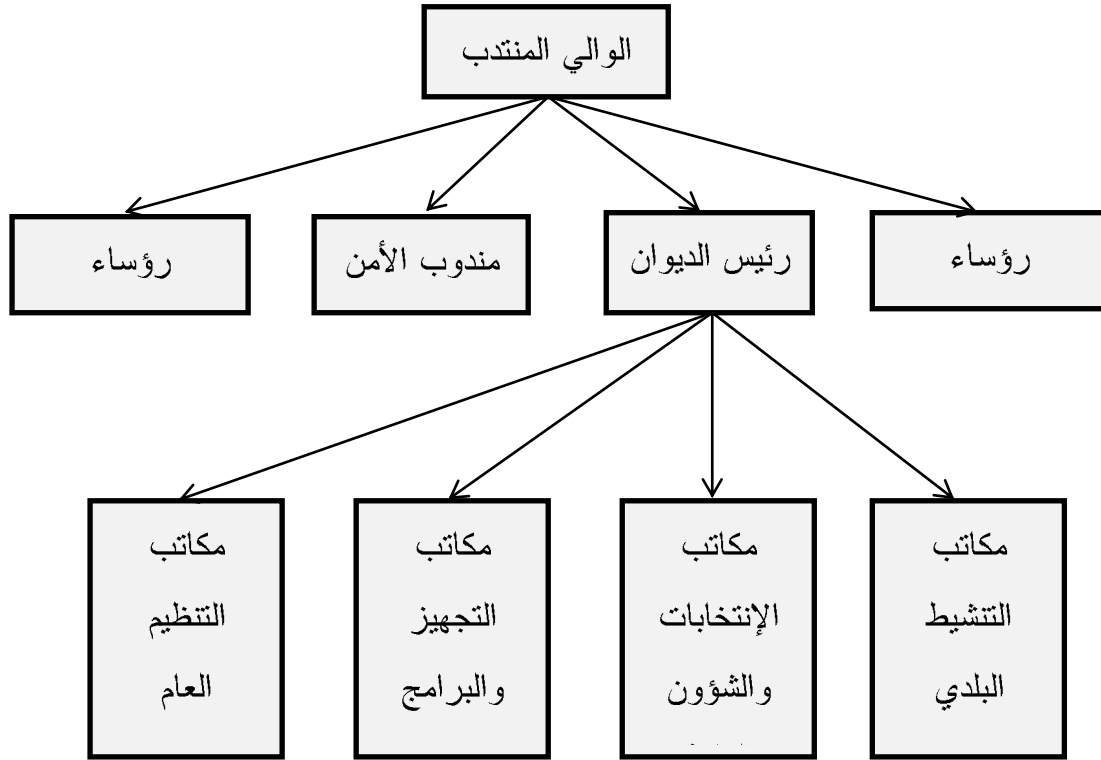 الوالي المنتدب
رؤساء
رئيس الديوان
مندوب الأمن
رؤساء
مكاتب
التنشيط
البلدي
مكاتب
الإنتخابات
والشؤون
مكاتب
التجهيز
والبرامج
مكاتب
التنظيم
العام